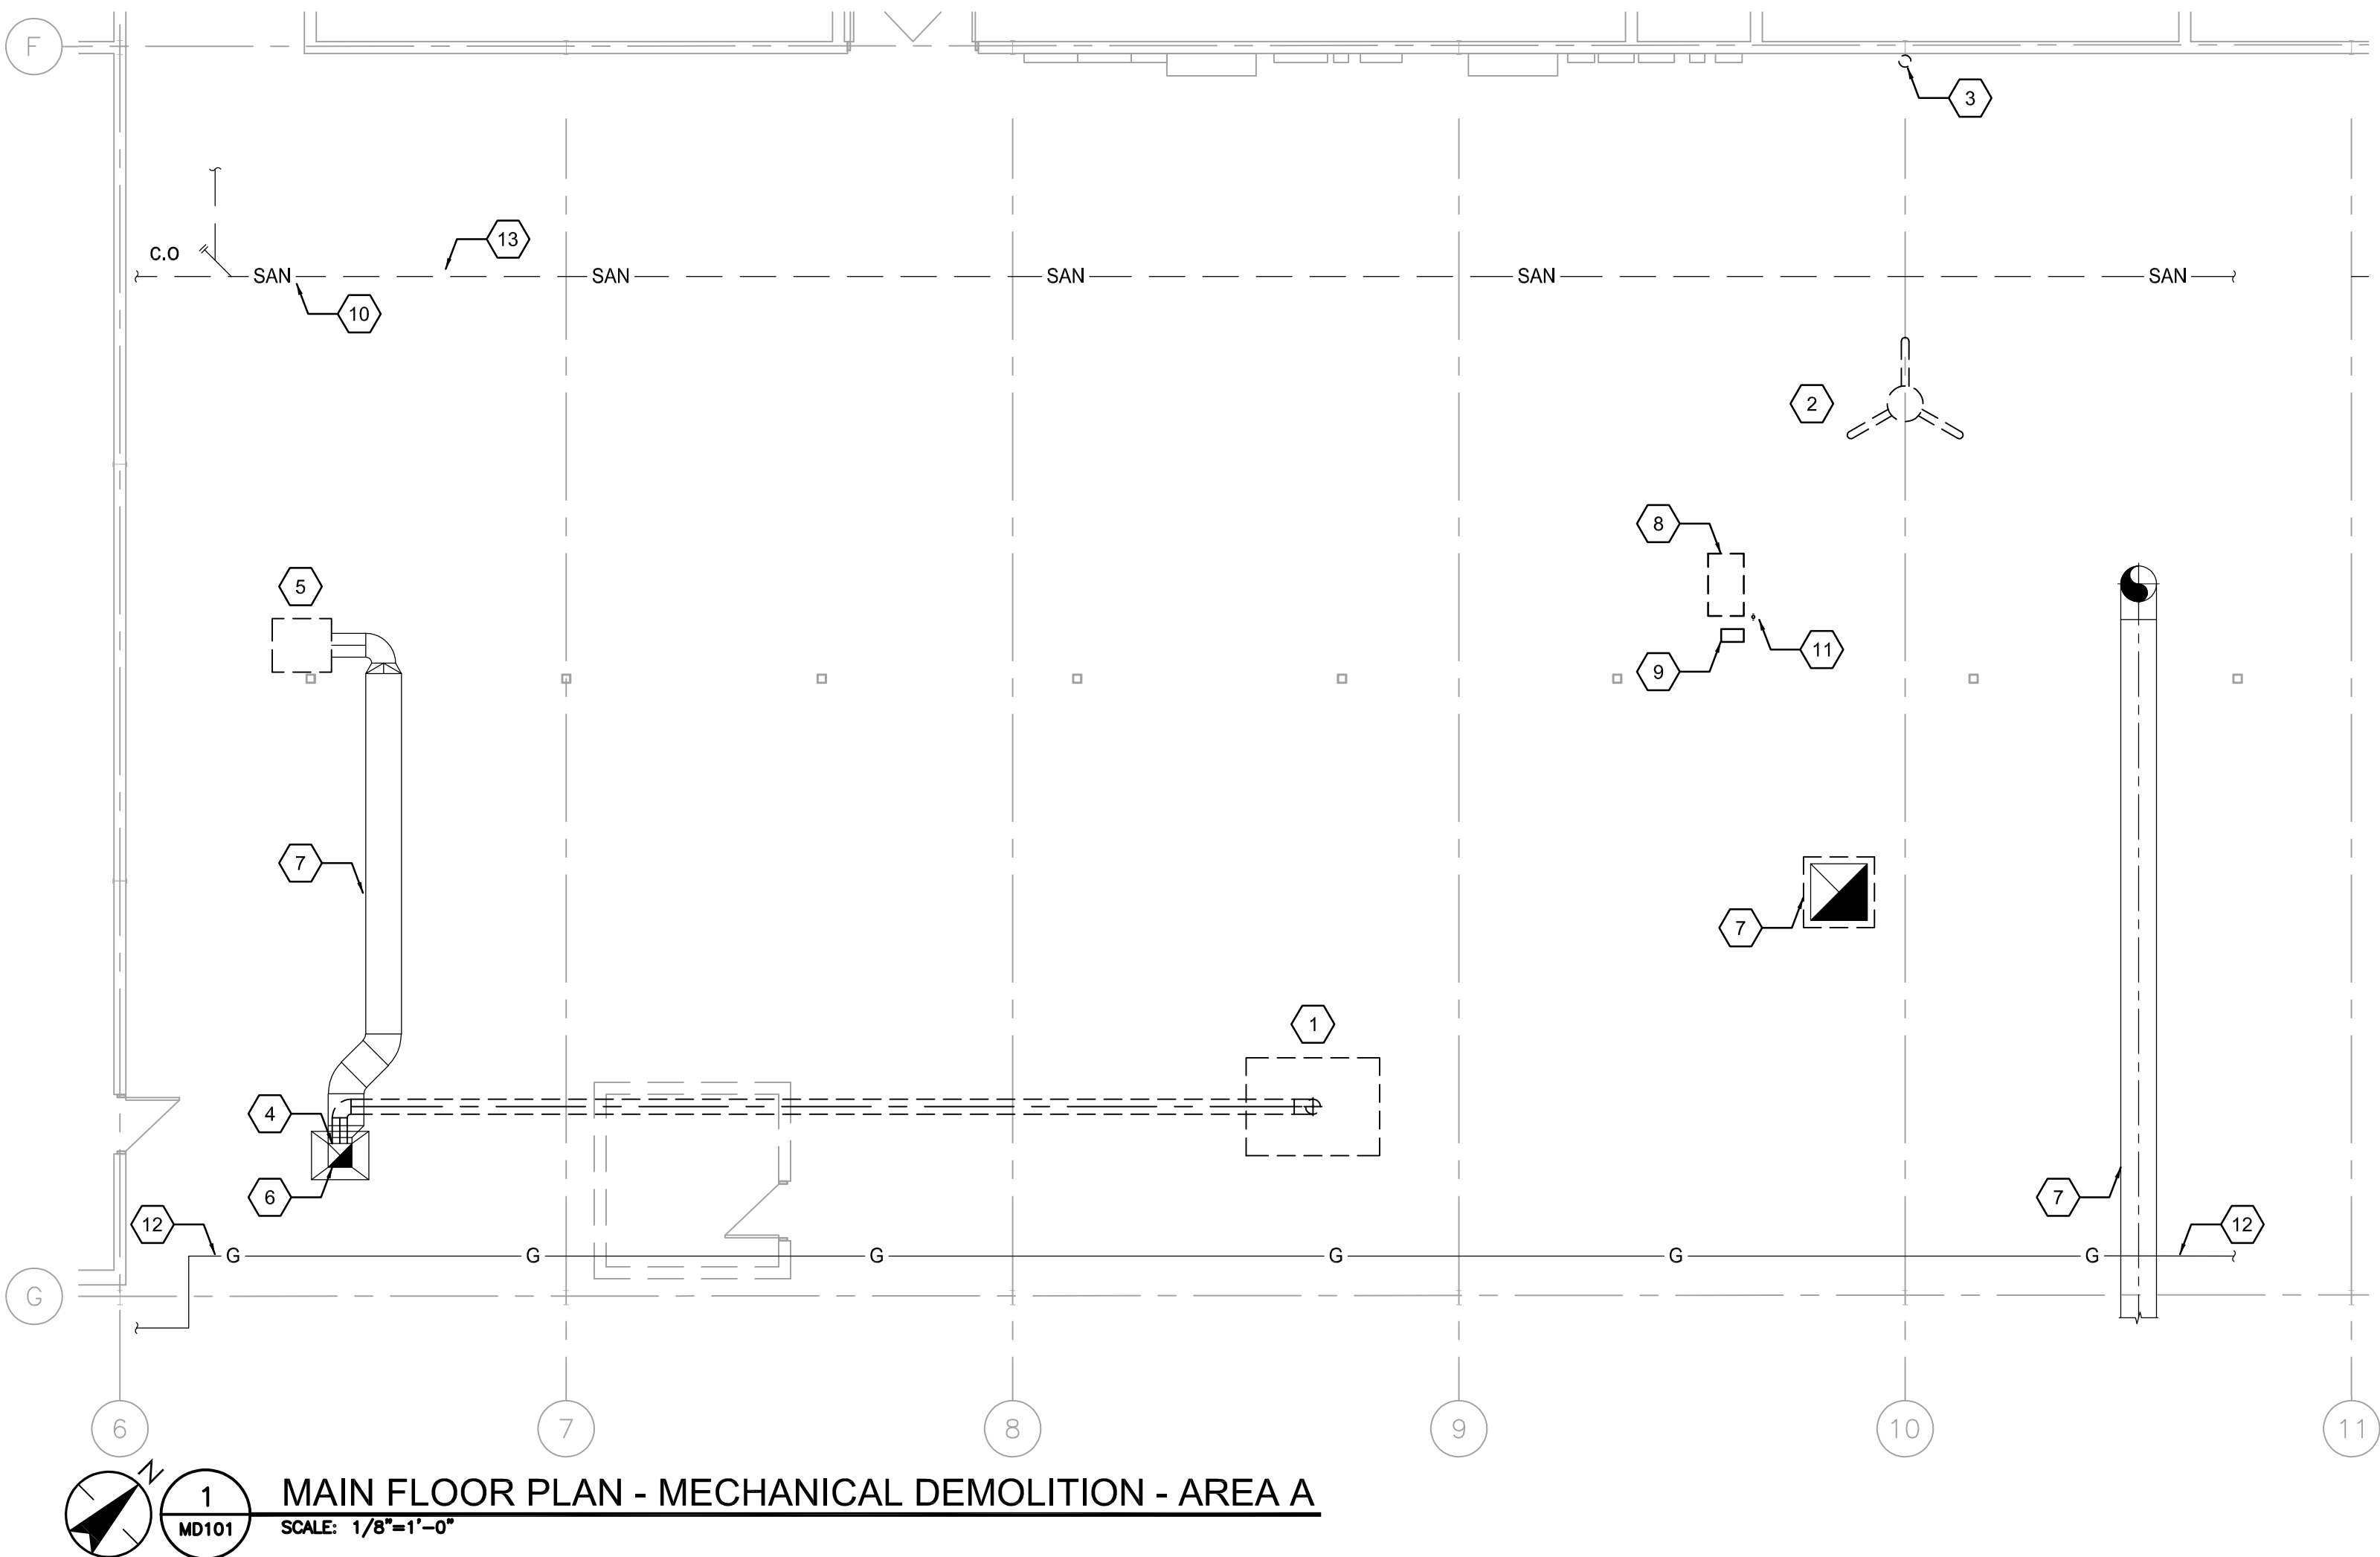 F
3
C.O
13
SAN
SAN
SAN
SAN
SAN
10
2
8
5
11
9
7
7
1
4
6
7
12
12
G
G
G
G
G
G
G
6
7
8
9
10
11
N
1
MD101
MAIN FLOOR PLAN - MECHANICAL DEMOLITION - AREA A
SCALE: 1/8"=1'-0"